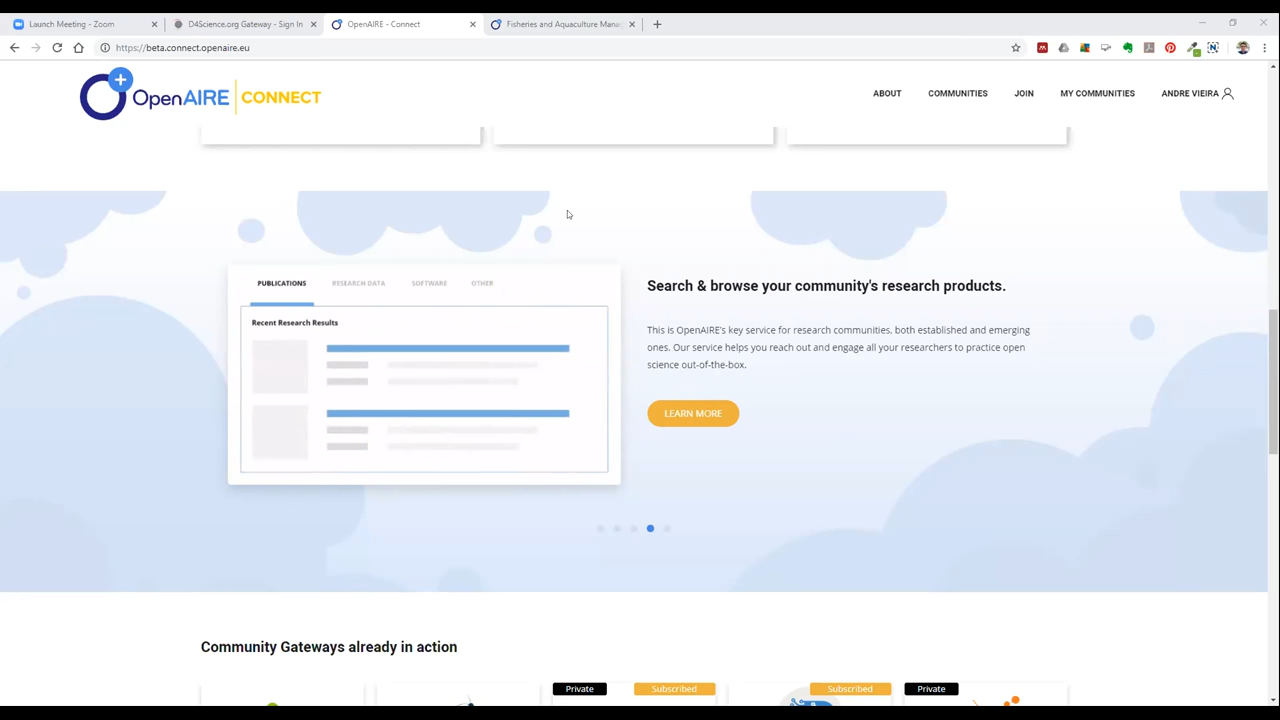 Launch Meeting - Zoom
D4Science.org Gateway - Sign In
OpenAIRE - Connect
Fisheries and Aquaculture Mana
https://beta.connect.openaire.eu
OpenAIRE | CONNECT
ABOUT
COMMUNITIES
JOIN
MY COMMUNITIES
ANDRE VIEIRA
PUBLICATIONS
RESEARCH DATA
SOFTWARE
OTHER
Recent Research Results
Search & browse your community's research products.
This is OpenAIRE's key service for research communities, both established and emerging
ones. Our service helps you reach out and engage all your researchers to practice open
science out-of-the-box.
LEARN MORE
Community Gateways already in action
Private
Subscribed
Subscribed
Private